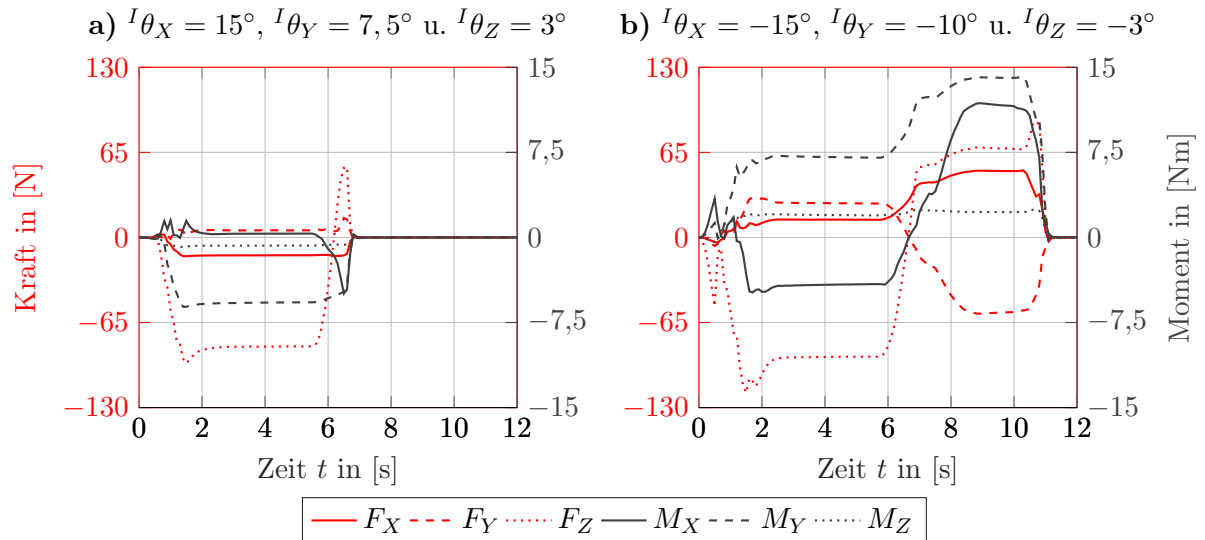 a) ᴵθ_X = 15°, ᴵθ_Y = 7,5° u. ᴵθ_Z = 3°
b) ᴵθ_X = −15°, ᴵθ_Y = −10° u. ᴵθ_Z = −3°
Kraft in [N]
130
65
0
−65
−130
0 2 4 6 8 10 12
Zeit t in [s]
0 2 4 6 8 10 12
Zeit t in [s]
130
65
0
−65
−130
15
7,5
0
−7,5
−15
15
7,5
0
−7,5
−15
Moment in [Nm]
F_X F_Y F_Z M_X M_Y M_Z